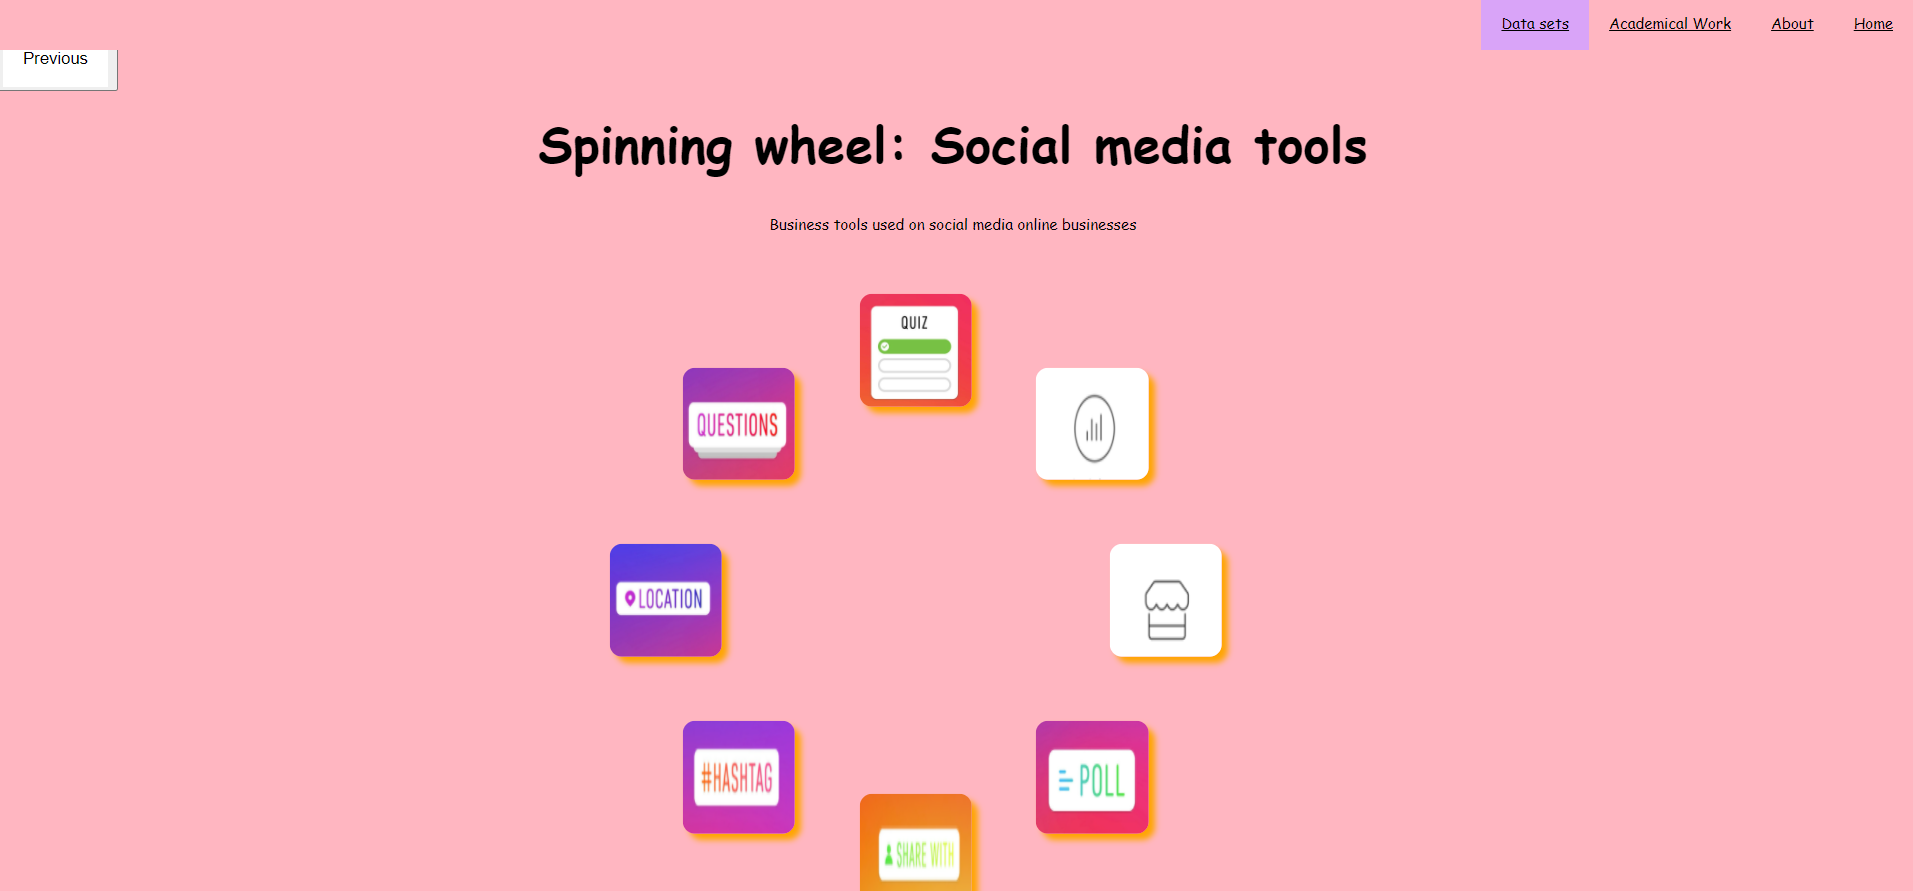 Data sets Academical Work About Home
Previous
Spinning wheel: Social media tools
Business tools used on social media online businesses
QUIZ
QUESTIONS
LOCATION
#HASHTAG
POLL
SHARE WITH